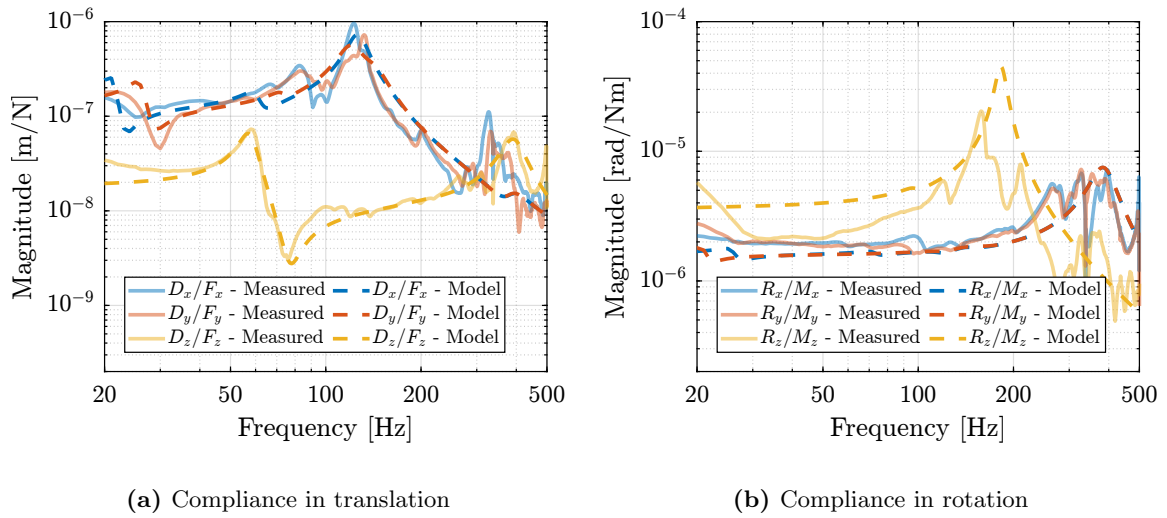 10^{-6}
10^{-7}
10^{-8}
10^{-9}
Magnitude [m/N]
D_x/F_x - Measured
D_y/F_y - Measured
D_z/F_z - Measured
D_x/F_x - Model
D_y/F_y - Model
D_z/F_z - Model
20 50 100 200 500
Frequency [Hz]
(a) Compliance in translation
10^{-4}
10^{-5}
10^{-6}
Magnitude [rad/Nm]
R_x/M_x - Measured
R_y/M_y - Measured
R_z/M_z - Measured
R_x/M_x - Model
R_y/M_y - Model
R_z/M_z - Model
20 50 100 200 500
Frequency [Hz]
(b) Compliance in rotation